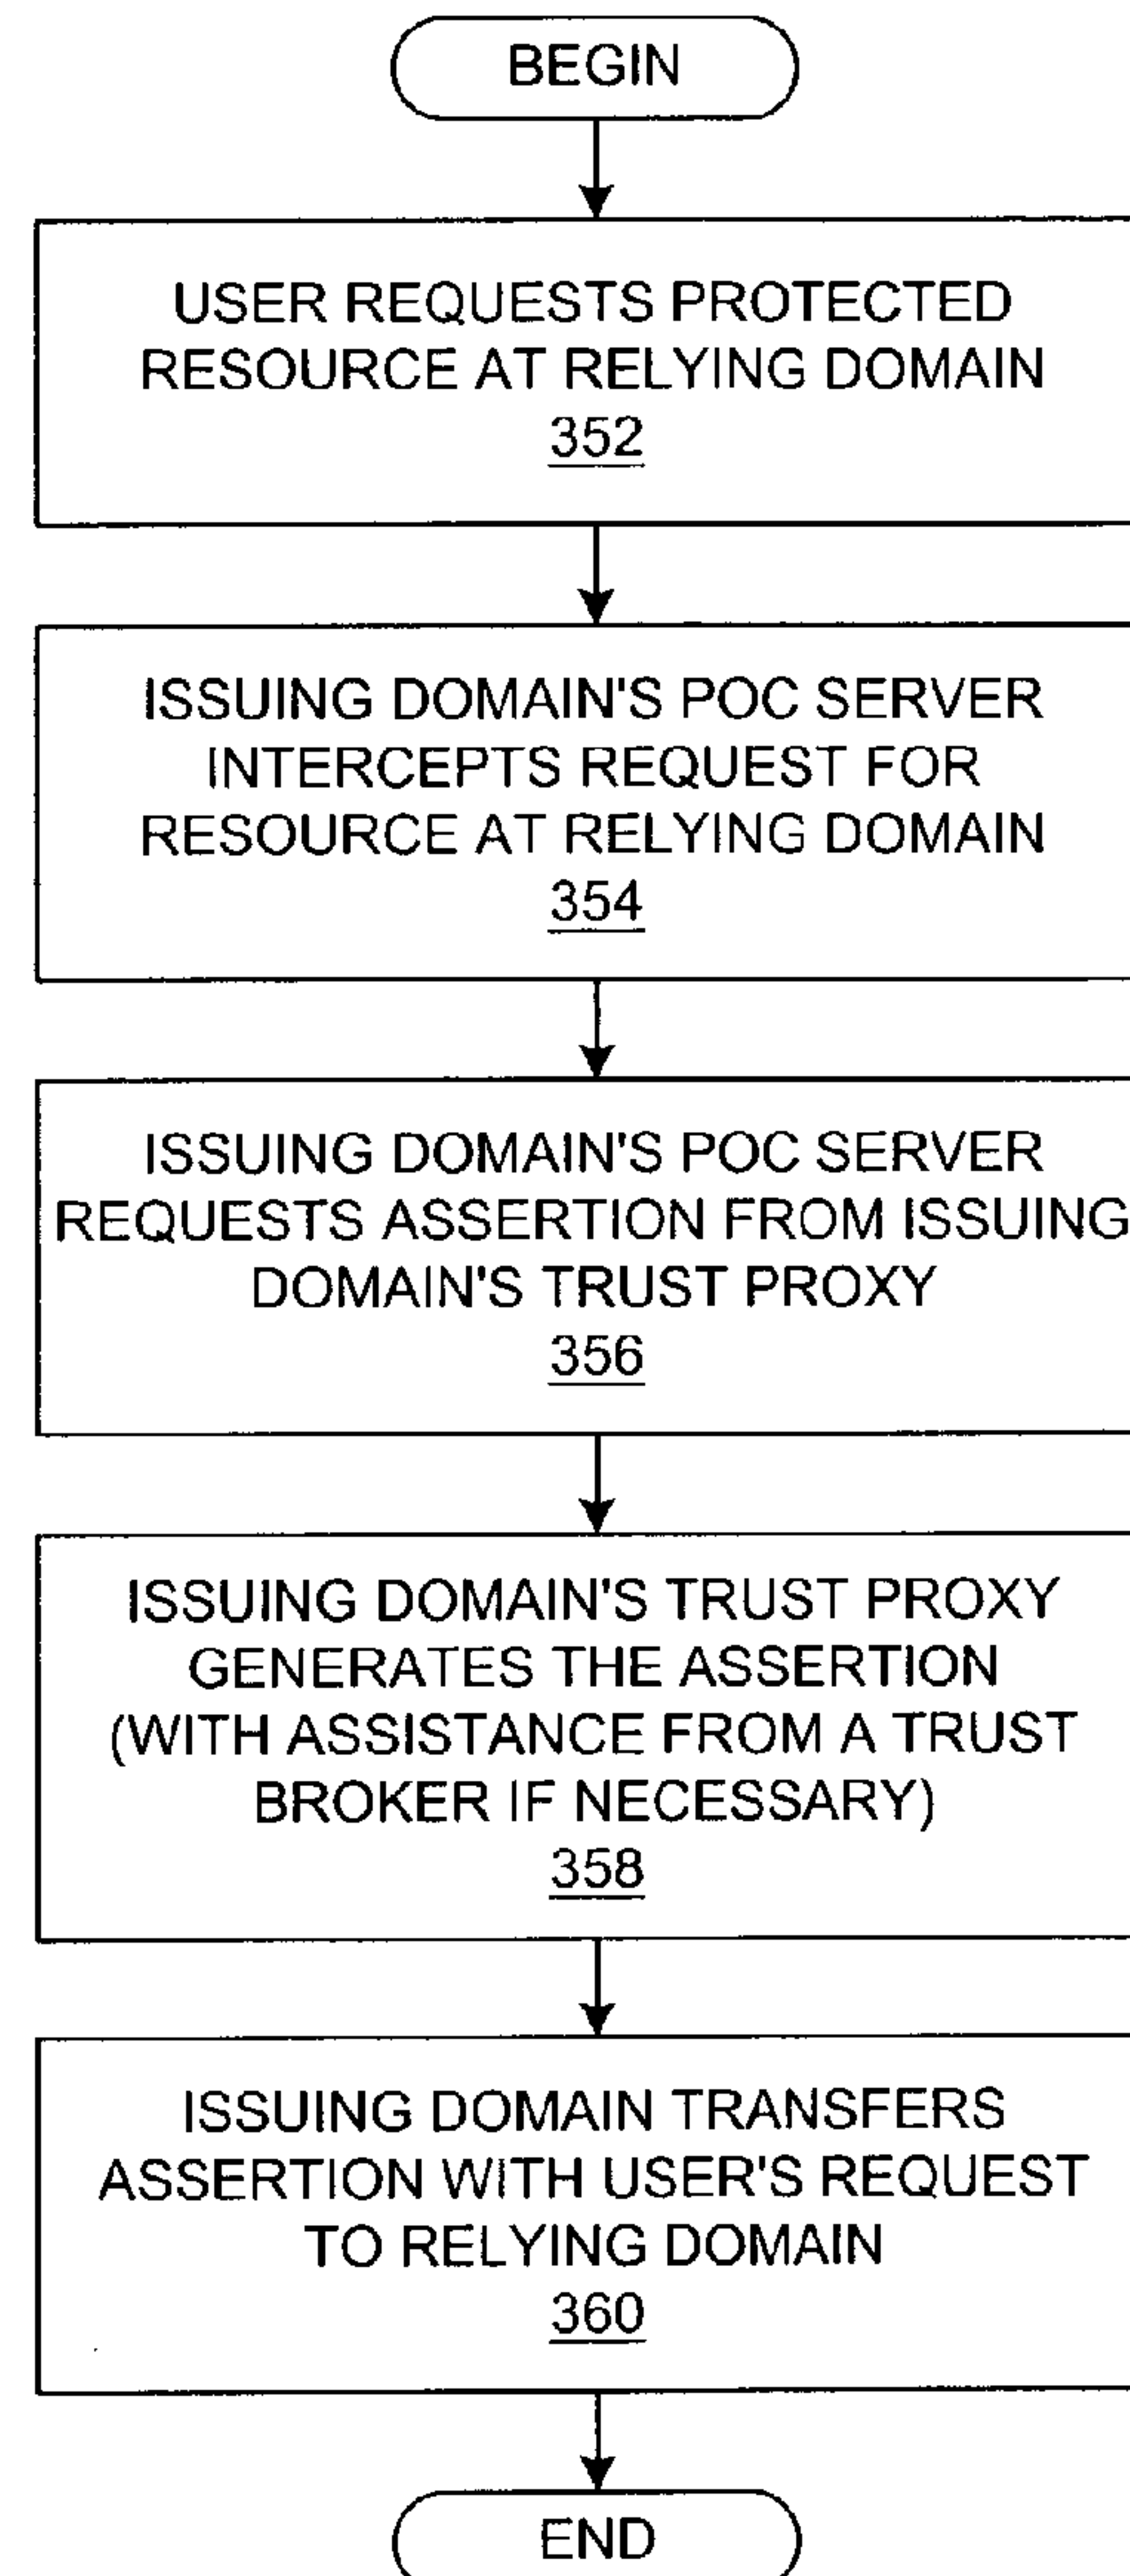 BEGIN
USER REQUESTS PROTECTED
RESOURCE AT RELYING DOMAIN
352
ISSUING DOMAIN'S POC SERVER
INTERCEPTS REQUEST FOR
RESOURCE AT RELYING DOMAIN
354
ISSUING DOMAIN'S POC SERVER
REQUESTS ASSERTION FROM ISSUING
DOMAIN'S TRUST PROXY
356
ISSUING DOMAIN'S TRUST PROXY
GENERATES THE ASSERTION
(WITH ASSISTANCE FROM A TRUST
BROKER IF NECESSARY)
358
ISSUING DOMAIN TRANSFERS
ASSERTION WITH USER'S REQUEST
TO RELYING DOMAIN
360
END